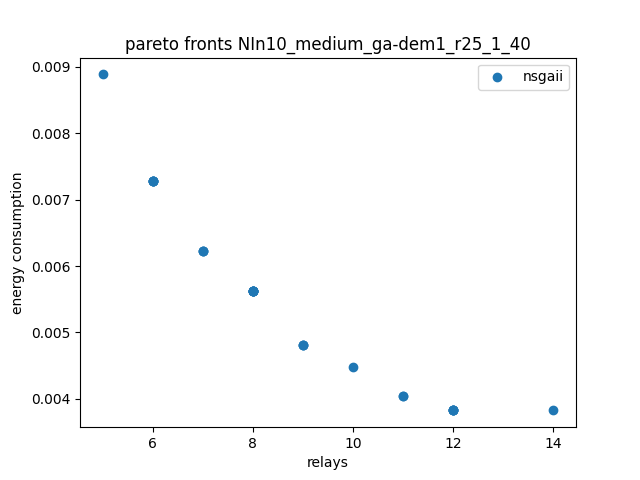 pareto fronts NIn10_medium_ga-dem1_r25_1_40
nsgaii
0.009
0.008
0.007
0.006
0.005
0.004
energy consumption
6 8 10 12 14
relays